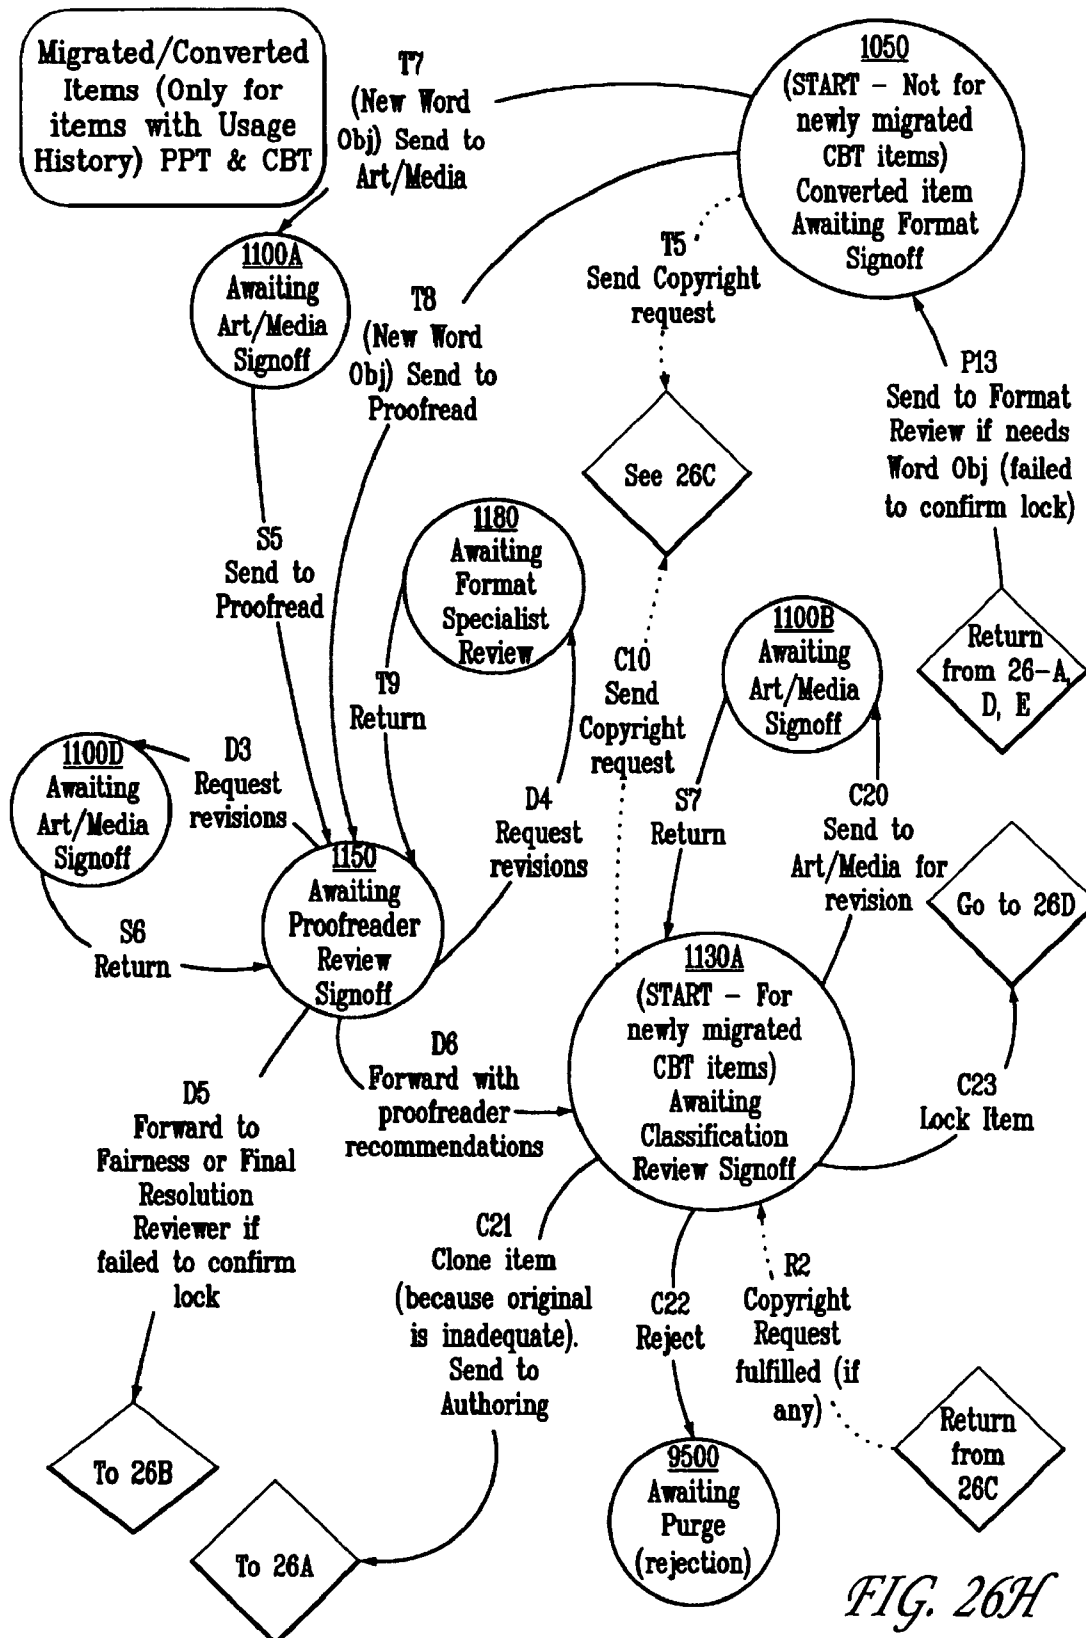 Migrated/Converted
Items (Only for
items with Usage
History) PPT & CBT
T7
(New Word
Obj) Send to
Art/Media
1050
(START - Not for
newly migrated
CBT items)
Converted item
Awaiting Format
Signoff
1100A
Awaiting
Art/Media
Signoff
T8
(New Word
Obj) Send to
Proofread
T5
Send Copyright
request
P13
Send to Format
Review if needs
Word Obj (failed
to confirm lock)
See 26C
S5
Send to
Proofread
1180
Awaiting
Format
Specialist
Review
1100B
Awaiting
Art/Media
Signoff
Return
from 26-A,
D, E
C10
Send
Copyright
request
T9
Return
1100D
Awaiting
Art/Media
Signoff
D3
Request
revisions
D4
Request
revisions
S7
Return
C20
Send to
Art/Media for
revision
Go to 26D
1150
Awaiting
Proofreader
Review
Signoff
S6
Return
1130A
(START - For
newly migrated
CBT items)
Awaiting
Classification
Review Signoff
D6
Forward with
proofreader
recommendations
C23
Lock Item
D5
Forward to
Fairness or Final
Resolution
Reviewer if
failed to confirm
lock
C21
Clone item
(because original
is inadequate).
Send to
Authoring
C22
Reject
R2
Copyright
Request
fulfilled (if
any)
Return
from
26C
To 26B
To 26A
9500
Awaiting
Purge
(rejection)
FIG. 26H